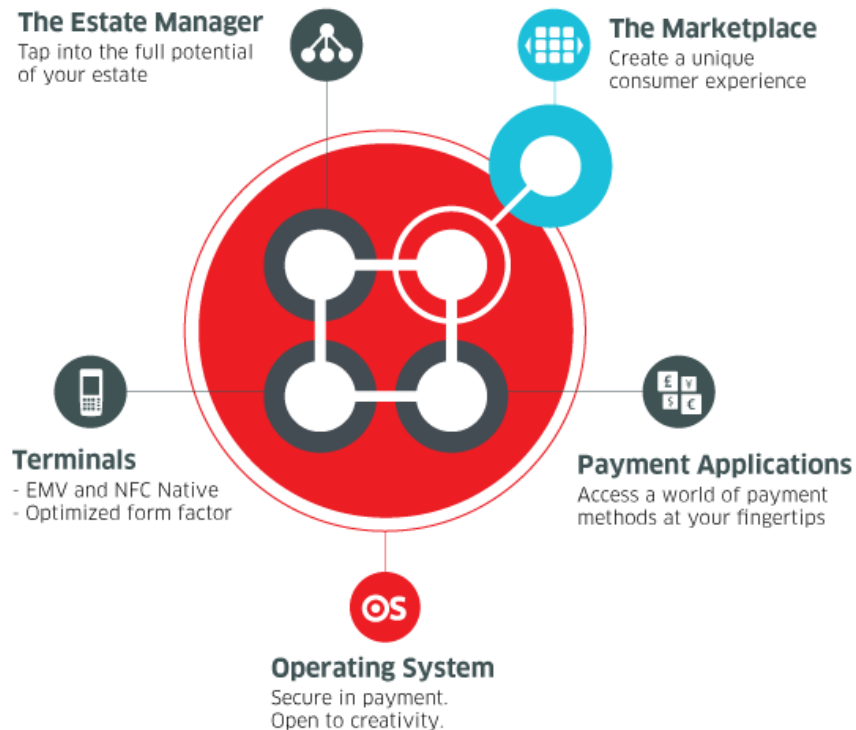 The Estate Manager
Tap into the full potential
of your estate
The Marketplace
Create a unique
consumer experience
Terminals
- EMV and NFC Native
- Optimized form factor
£ ¥
$ €
Payment Applications
Access a world of payment
methods at your fingertips
OS
Operating System
Secure in payment.
Open to creativity.